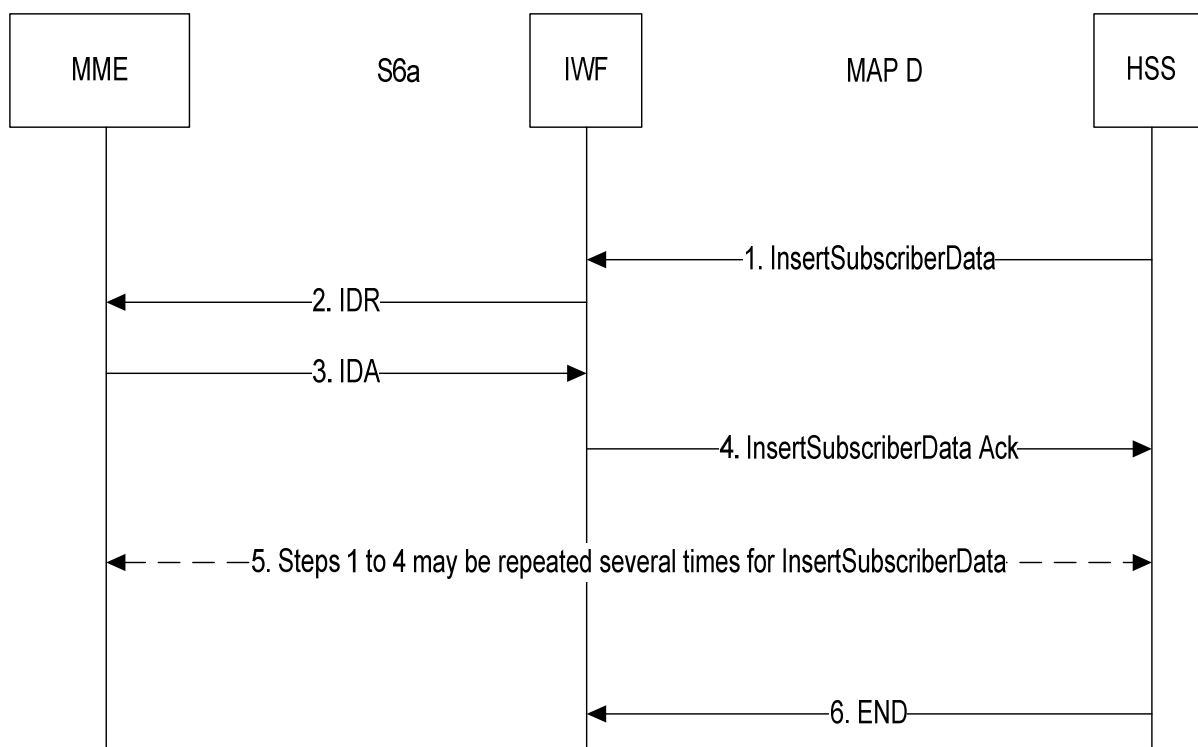 MME
S6a
IWF
MAP D
HSS
1. InsertSubscriberData
2. IDR
3. IDA
4. InsertSubscriberData Ack
5. Steps 1 to 4 may be repeated several times for InsertSubscriberData
6. END